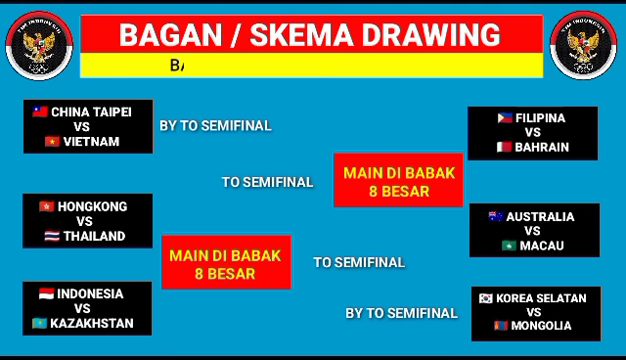 BAGAN / SKEMA DRAWING
CHINA TAIPEI
VS
VIETNAM
BY TO SEMIFINAL
HONGKONG
VS
THAILAND
TO SEMIFINAL
MAIN DI BABAK
8 BESAR
INDONESIA
VS
KAZAKHSTAN
FILIPINA
VS
BAHRAIN
MAIN DI BABAK
8 BESAR
AUSTRALIA
VS
MACAU
TO SEMIFINAL
KOREA SELATAN
VS
MONGOLIA
BY TO SEMIFINAL